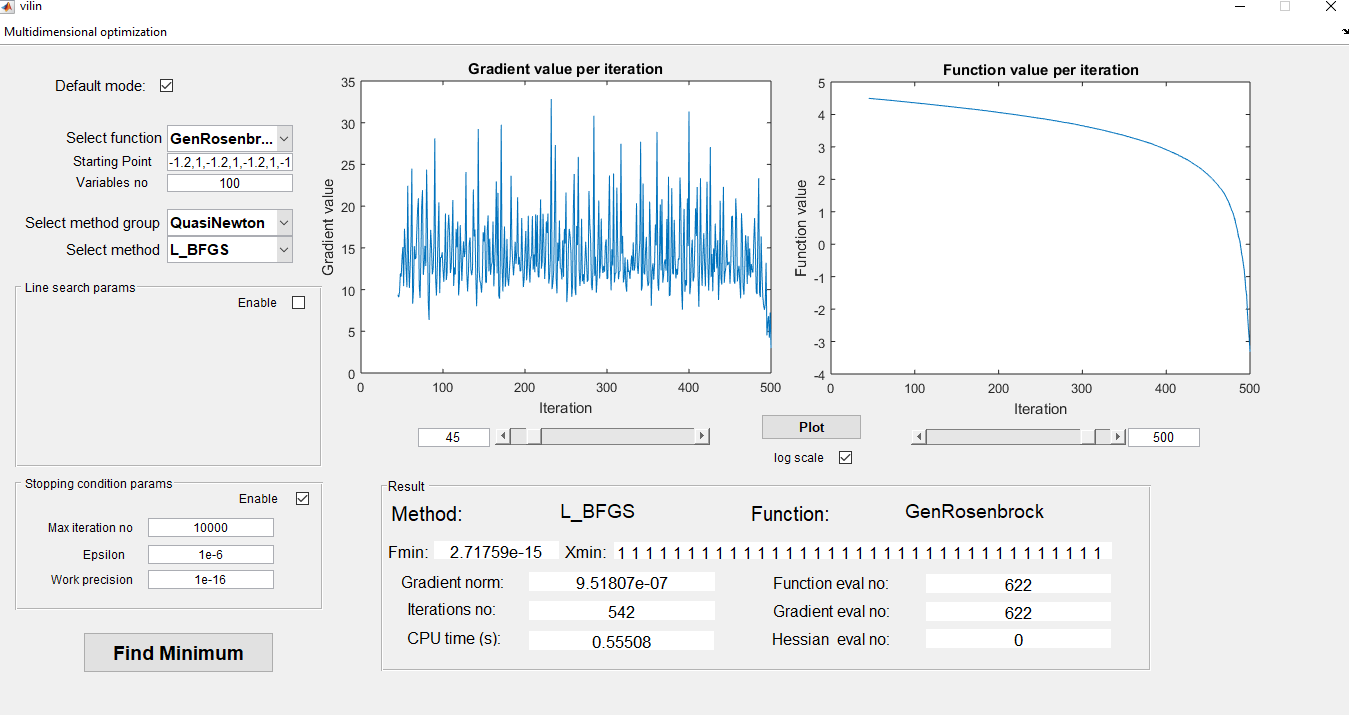 vilin
Multidimensional optimization
Default mode:
Select function GenRosenbr...
Starting Point -1.2,1,-1.2,1,-1.2,1,-1
Variables no 100
Select method group QuasiNewton
Select method L_BFGS
Line search params
Enable
Stopping condition params
Enable
Max iteration no 10000
Epsilon 1e-6
Work precision 1e-16
Find Minimum
Gradient value per iteration
Gradient value
35
30
25
20
15
10
5
0
0 100 200 300 400 500
Iteration
45
Function value per iteration
Function value
5
4
3
2
1
0
-1
-2
-3
-4
0 100 200 300 400 500
Iteration
500
Plot
log scale
Result
Method: L_BFGS Function: GenRosenbrock
Fmin: 2.71759e-15 Xmin: 1 1 1 1 1 1 1 1 1 1 1 1 1 1 1 1 1 1 1 1 1 1 1 1 1 1 1 1 1 1 1 1 1 1 1
Gradient norm: 9.51807e-07 Function eval no: 622
Iterations no: 542 Gradient eval no: 622
CPU time (s): 0.55508 Hessian eval no: 0